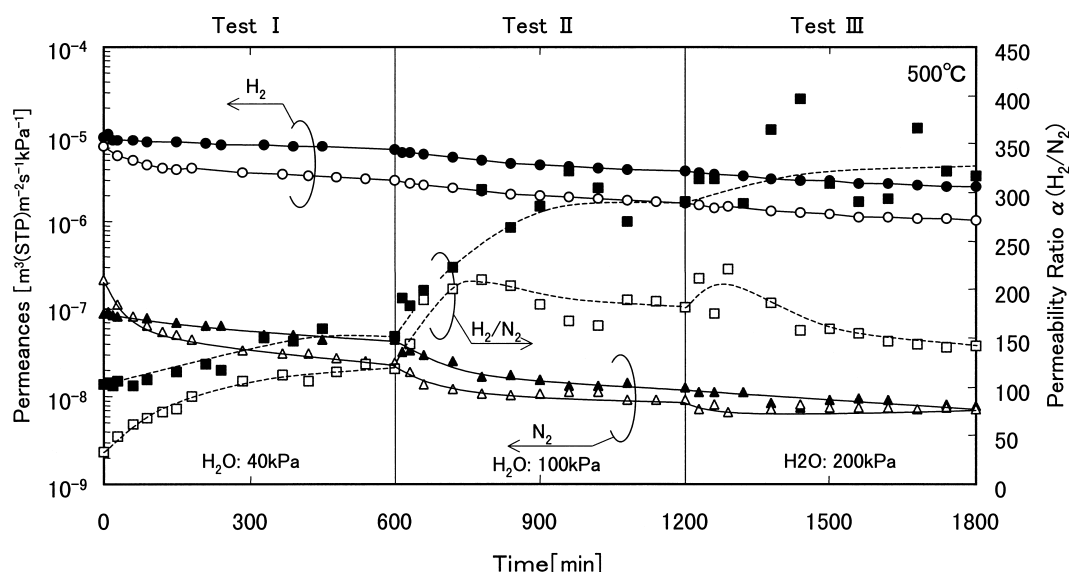 Test Ⅰ Test Ⅱ Test Ⅲ
10⁻⁴ 450
500℃
400
H₂
10⁻⁵ 350
300
10⁻⁶ 250
200
10⁻⁷
H₂/N₂ 150
10⁻⁸ 100
N₂ 50
H₂O: 40kPa H₂O: 100kPa H2O: 200kPa
10⁻⁹ 0
0 300 600 900 1200 1500 1800
Time[min]
Permeances [m³(STP)m⁻²s⁻¹kPa⁻¹]
Permeability Ratio α (H₂/N₂)